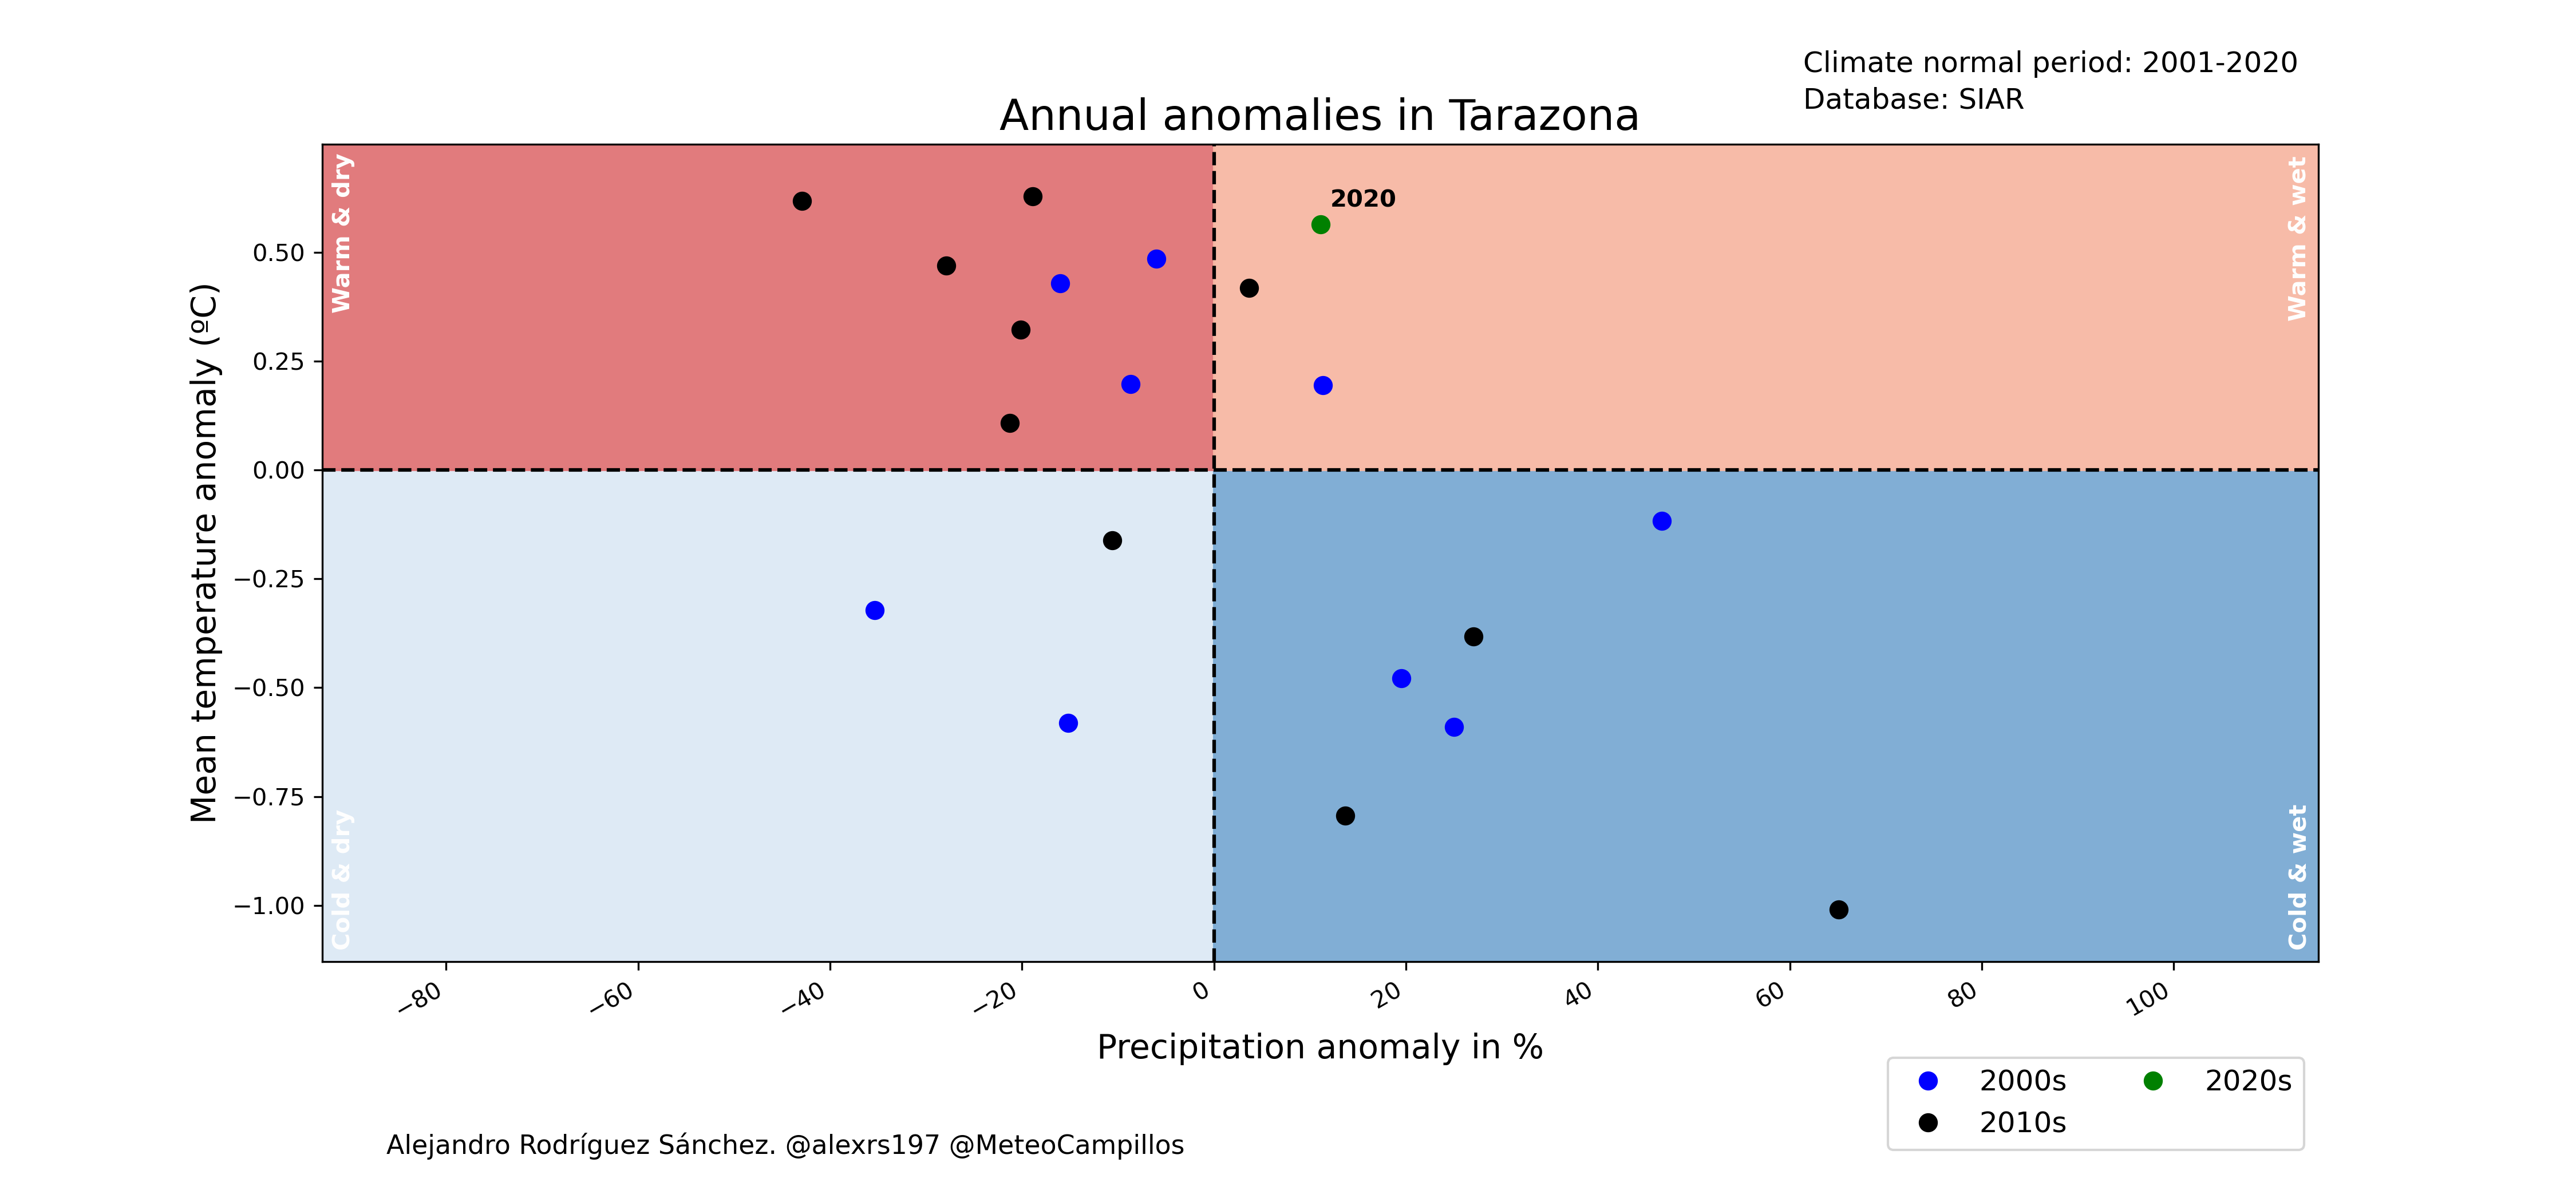 Climate normal period: 2001-2020
Database: SIAR
Annual anomalies in Tarazona
Warm & dry
Warm & wet
2020
Mean temperature anomaly (ºC)
0.50
0.25
0.00
−0.25
−0.50
−0.75
−1.00
Cold & dry
Cold & wet
−80 −60 −40 −20 0 20 40 60 80 100
Precipitation anomaly in %
2000s 2020s
2010s
Alejandro Rodríguez Sánchez. @alexrs197 @MeteoCampillos